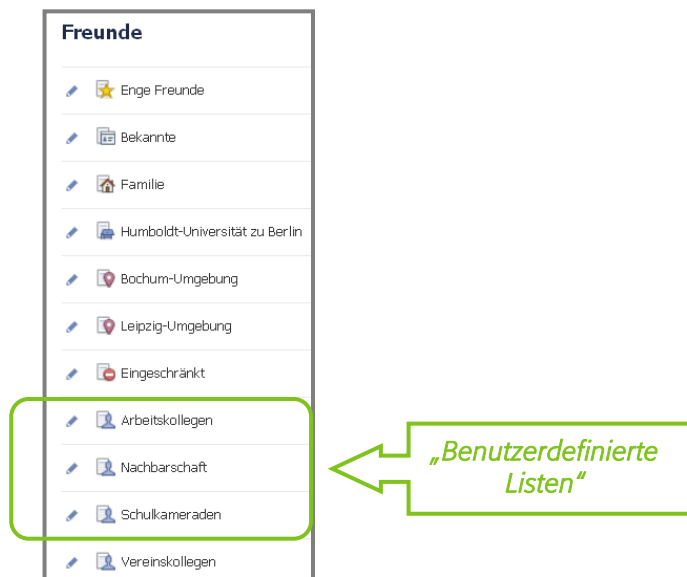 Freunde
Enge Freunde
Bekannte
Familie
Humboldt-Universität zu Berlin
Bochum-Umgebung
Leipzig-Umgebung
Eingeschränkt
Arbeitskollegen
Nachbarschaft
Schulkameraden
Vereinskollegen
„Benutzerdefinierte
Listen“